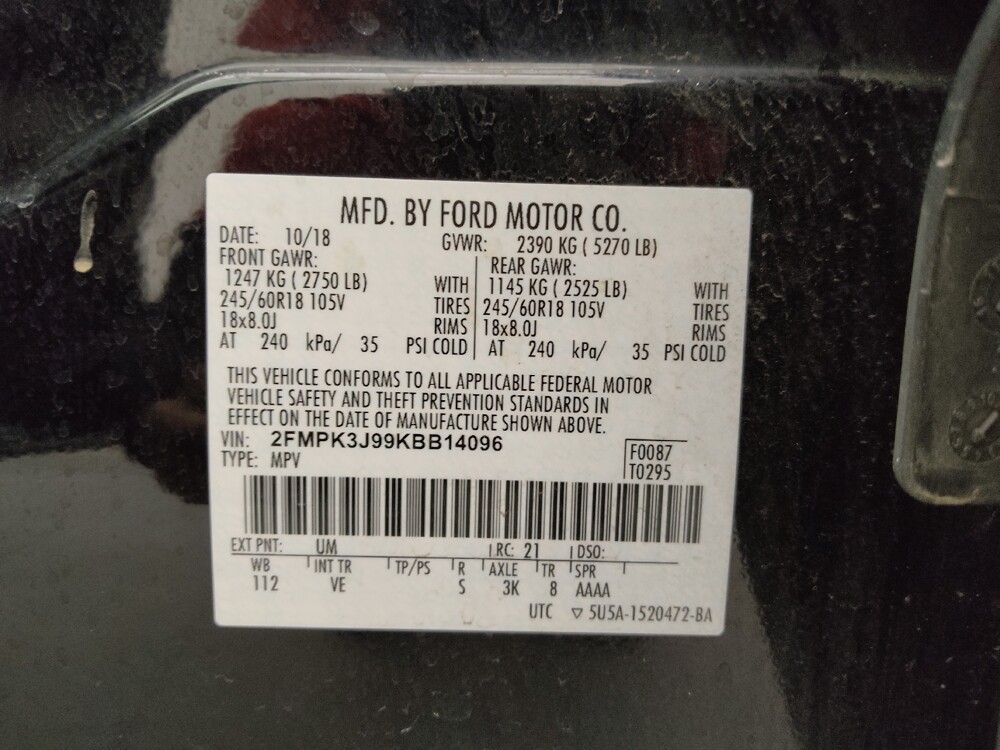 MFD. BY FORD MOTOR CO.
DATE: 10/18 GVWR: 2390 KG ( 5270 LB)
FRONT GAWR: REAR GAWR:
1247 KG ( 2750 LB) WITH 1145 KG ( 2525 LB) WITH
245/60R18 105V TIRES 245/60R18 105V TIRES
18x8.0J RIMS 18x8.0J RIMS
AT 240 kPa/ 35 PSI COLD AT 240 kPa/ 35 PSI COLD
THIS VEHICLE CONFORMS TO ALL APPLICABLE FEDERAL MOTOR
VEHICLE SAFETY AND THEFT PREVENTION STANDARDS IN
EFFECT ON THE DATE OF MANUFACTURE SHOWN ABOVE.
VIN: 2FMPK3J99KBB14096
TYPE: MPV
F0087
T0295
EXT PNT: UM RC: 21 DSO:
WB INT TR TP/PS R AXLE TR SPR
112 VE S 3K 8 AAAA
UTC ▽ 5U5A-1520472-BA